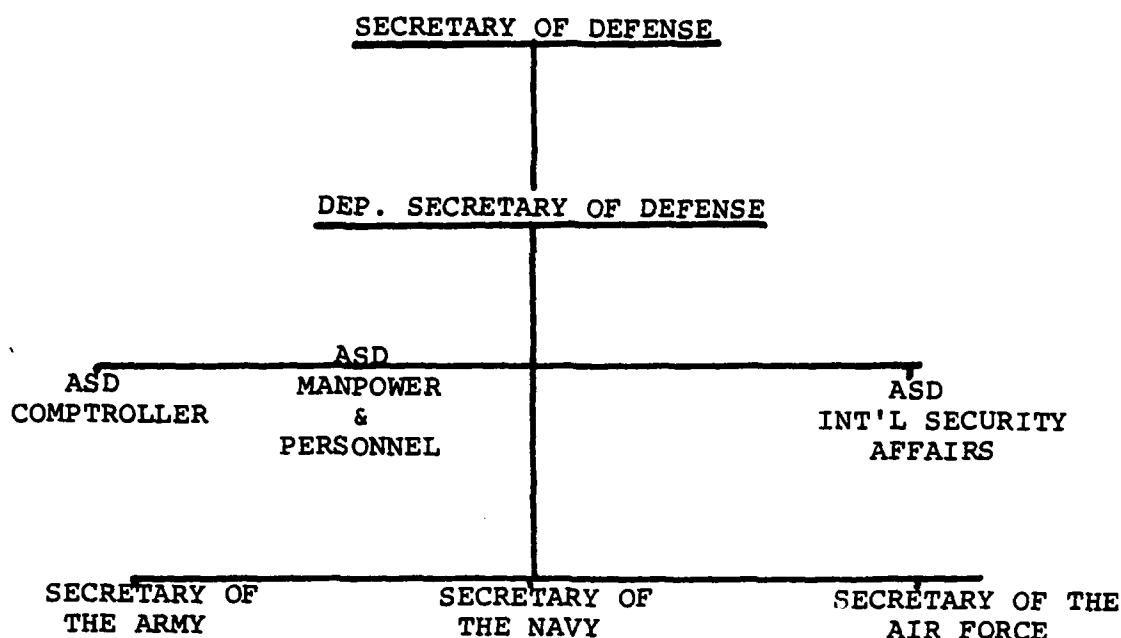 SECRETARY OF DEFENSE
DEP. SECRETARY OF DEFENSE
ASD
COMPTROLLER
ASD
MANPOWER
&
PERSONNEL
ASD
INT'L SECURITY
AFFAIRS
SECRETARY OF
THE ARMY
SECRETARY OF
THE NAVY
SECRETARY OF THE
AIR FORCE